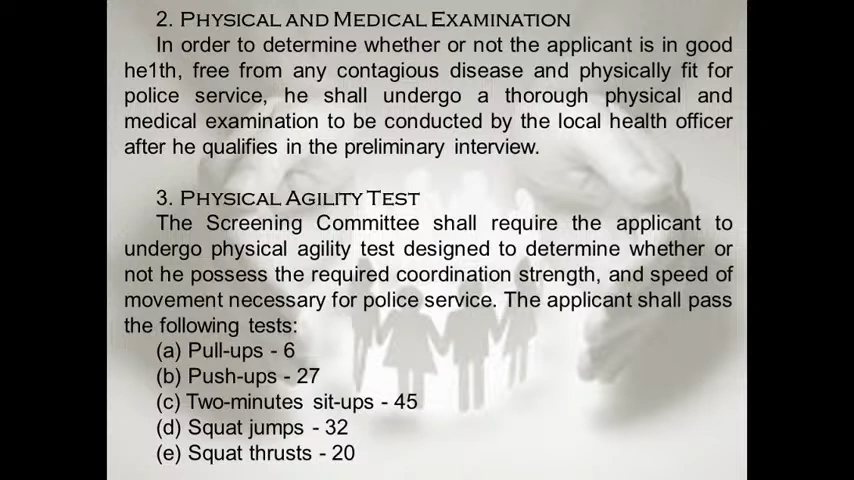 2. PHYSICAL AND MEDICAL EXAMINATION
In order to determine whether or not the applicant is in good
he1th, free from any contagious disease and physically fit for
police service, he shall undergo a thorough physical and
medical examination to be conducted by the local health officer
after he qualifies in the preliminary interview.
3. PHYSICAL AGILITY TEST
The Screening Committee shall require the applicant to
undergo physical agility test designed to determine whether or
not he possess the required coordination strength, and speed of
movement necessary for police service. The applicant shall pass
the following tests:
(a) Pull-ups - 6
(b) Push-ups - 27
(c) Two-minutes sit-ups - 45
(d) Squat jumps - 32
(e) Squat thrusts - 20